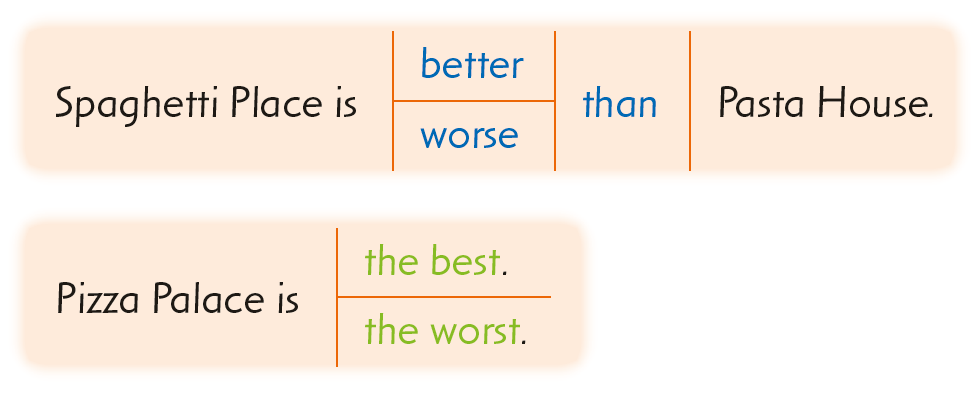 better
Spaghetti Place is than Pasta House.
worse
the best.
Pizza Palace is
the worst.